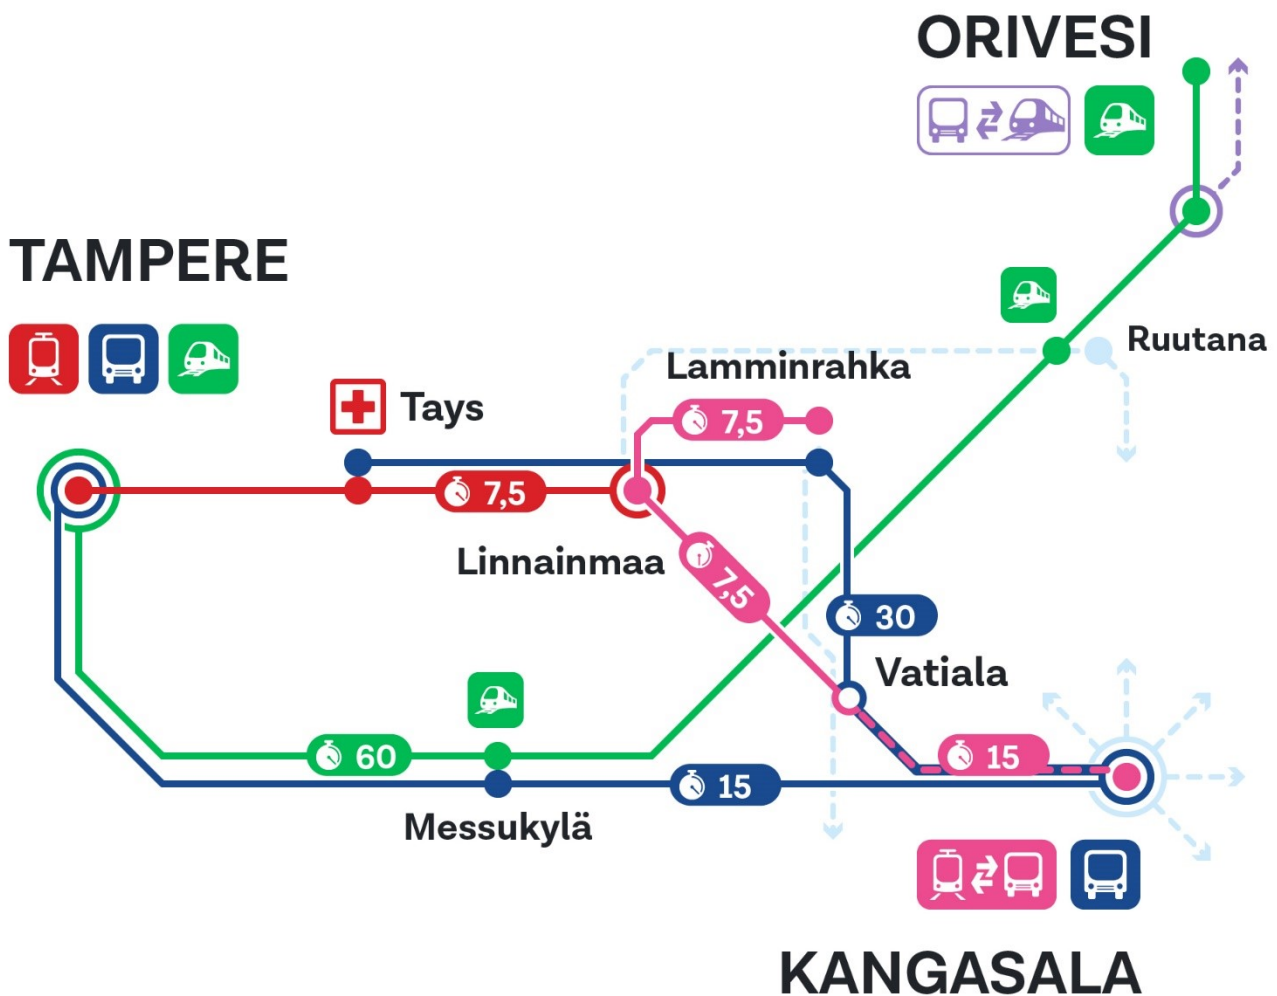 ORIVESI
TAMPERE
Ruutana
Lamminrahka
Tays
7,5
7,5
Linnainmaa
7,5
30
Vatiala
60
15
15
Messukylä
KANGASALA